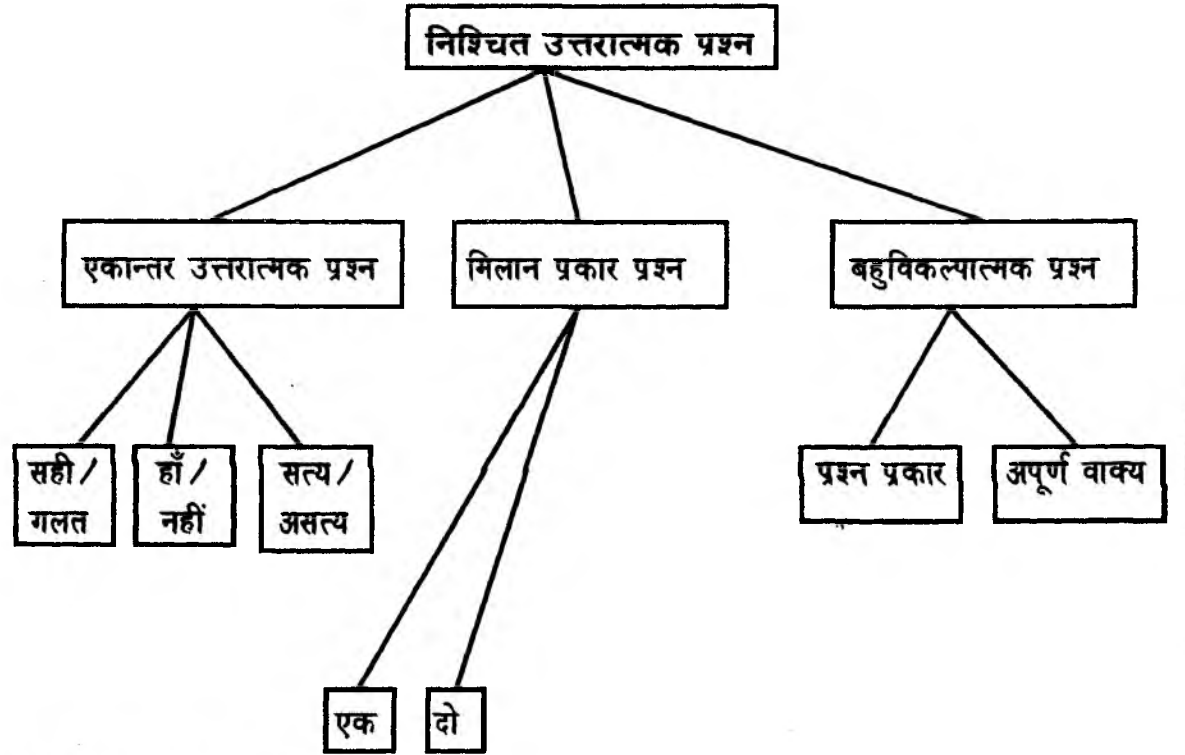 निश्चित उत्तरात्मक प्रश्न
एकान्तर उत्तरात्मक प्रश्न
मिलान प्रकार प्रश्न
बहुविकल्पात्मक प्रश्न
सही /
गलत
हाँ /
नहीं
सत्य /
असत्य
प्रश्न प्रकार
अपूर्ण वाक्य
एक
दो